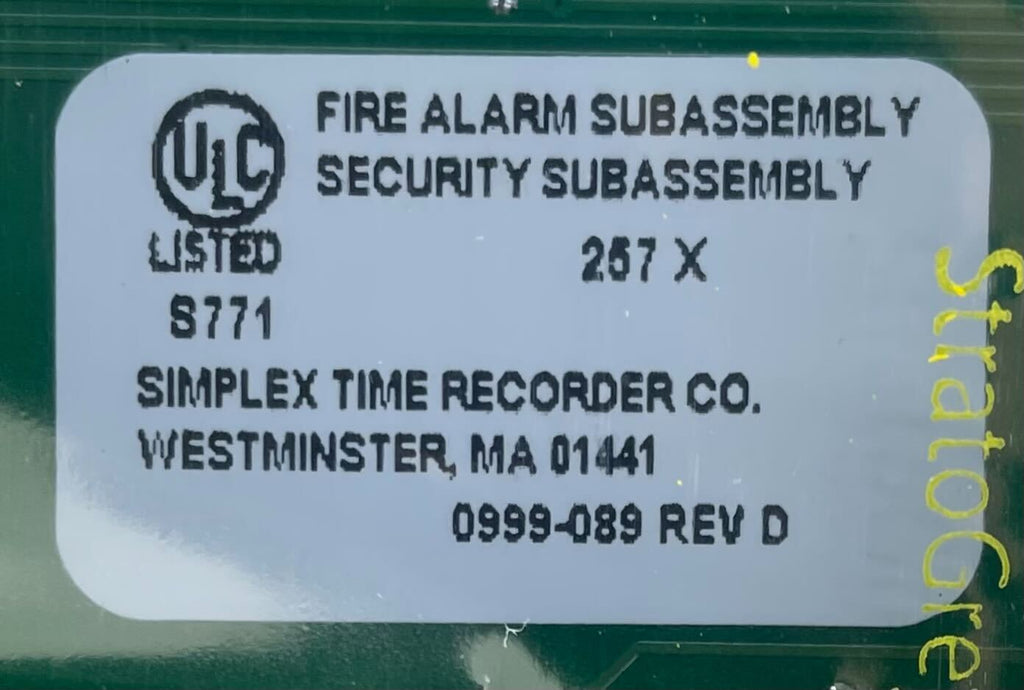 ULC
LISTED
S771
FIRE ALARM SUBASSEMBLY
SECURITY SUBASSEMBLY
257 X
SIMPLEX TIME RECORDER CO.
WESTMINSTER, MA 01441
0999-089 REV D
StratoGre